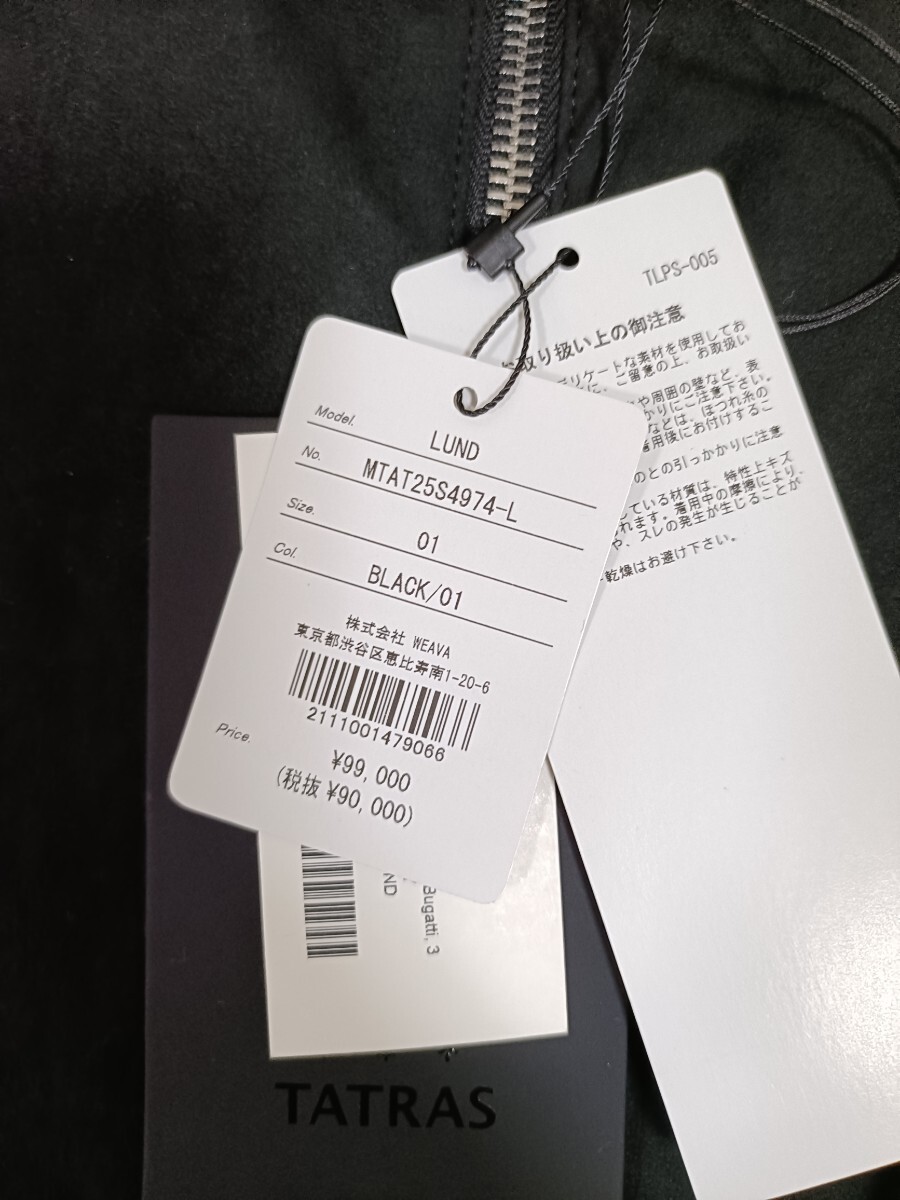 TLPS-005
取り扱い上の御注意
リケートな素材を使用してお
に、ご留意の上、お取扱い
や周囲の壁など、表
かりにご注意下さい。
などは、ほつれ糸の
着用後にお付けするこ
のとの引っかかりに注意
している材質は、特性上キズ
れます。着用中の摩擦により、
や、スレの発生が生じることが
乾燥はお避け下さい。
Model. LUND
No. MTAT25S4974-L
Size. 01
Col. BLACK/01
株式会社 WEAVA
東京都渋谷区恵比寿南1-20-6
2111001479066
Price. ¥99,000
(税抜 ¥90,000)
ND
Bugatti, 3
TATRAS